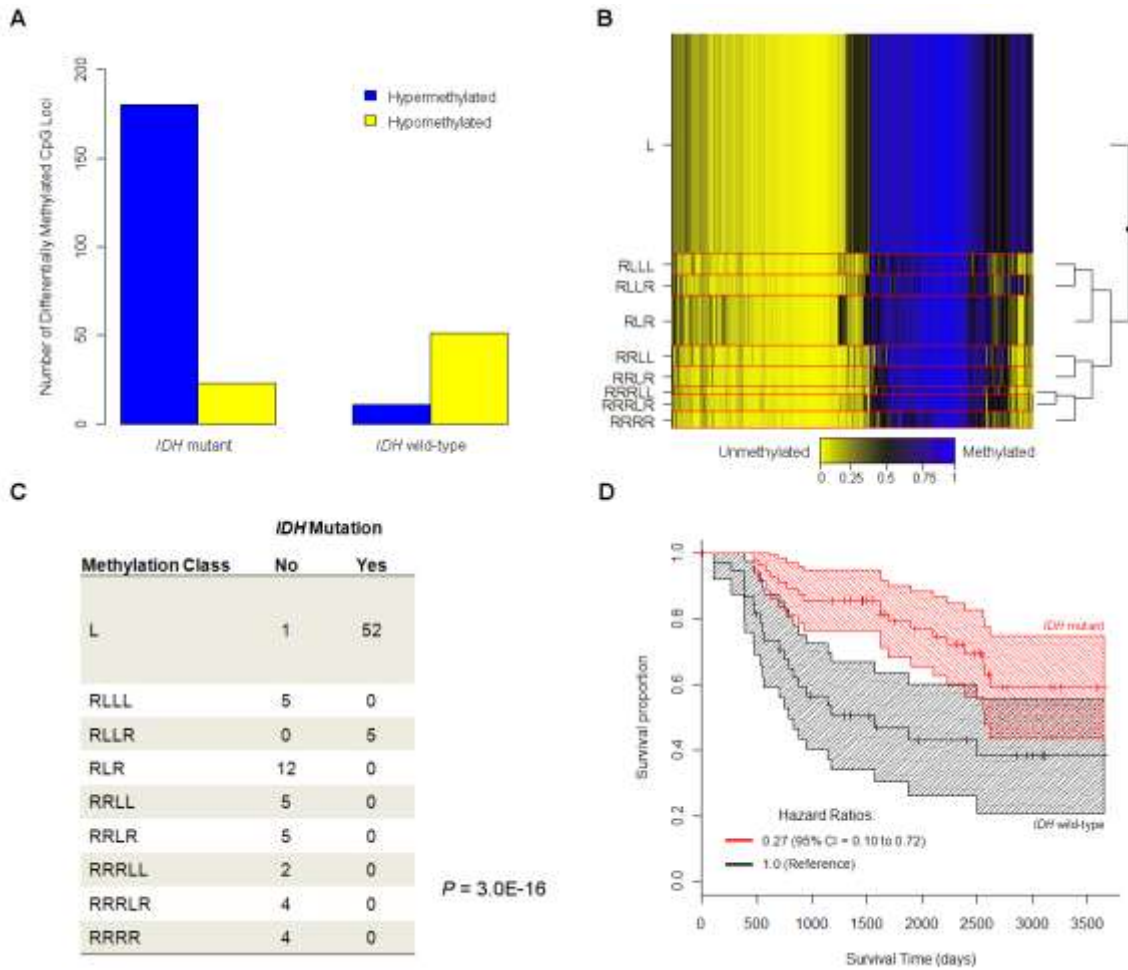 A
Number of Differentially Methylated CpG Loci
200
150
100
50
0
Hypermethylated
Hypomethylated
IDH mutant
IDH wild-type
B
L
RLLL
RLLR
RLR
RRLL
RRLR
RRRLL
RRRLR
RRRR
Unmethylated
Methylated
0 0.25 0.5 0.75 1
C
IDH Mutation
Methylation Class No Yes
L 1 52
RLLL 5 0
RLLR 0 5
RLR 12 0
RRLL 5 0
RRLR 5 0
RRRLL 2 0
RRRLR 4 0
RRRR 4 0
P = 3.0E-16
D
Survival proportion
1.0
0.8
0.6
0.4
0.2
0.0
IDH mutant
IDH wild-type
Hazard Ratios:
0.27 (95% CI = 0.10 to 0.72)
1.0 (Reference)
0 500 1000 1500 2000 2500 3000 3500
Survival Time (days)